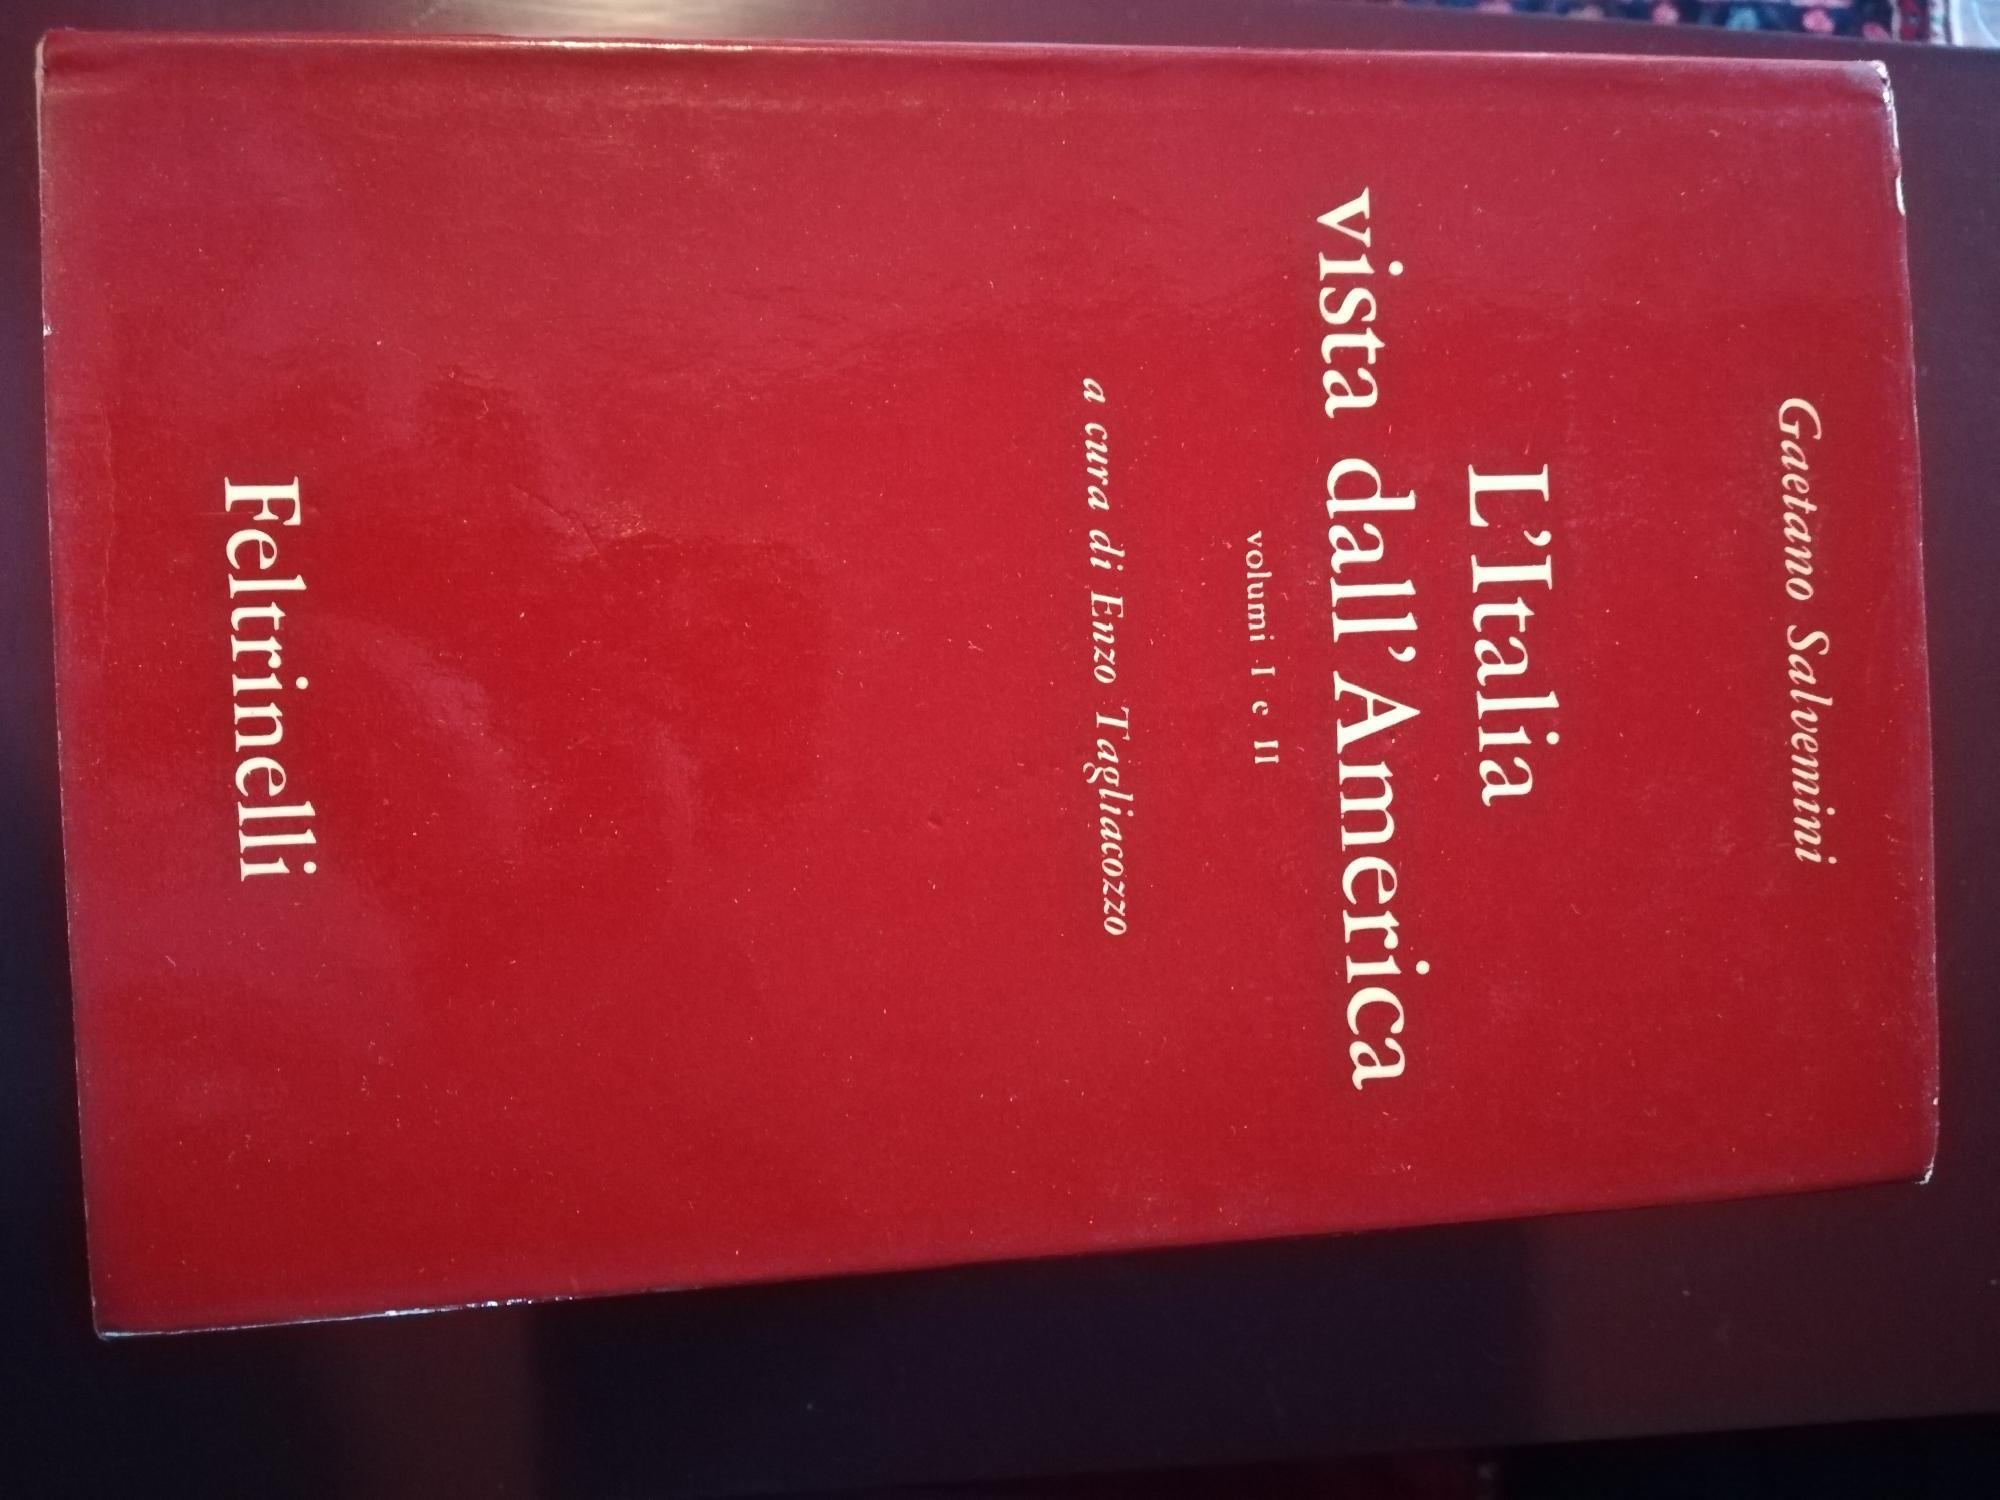 Gaetano Salvemini
L'Italia
vista dall'America
volumi I e II
a cura di Enzo Tagliacozzo
Feltrinelli